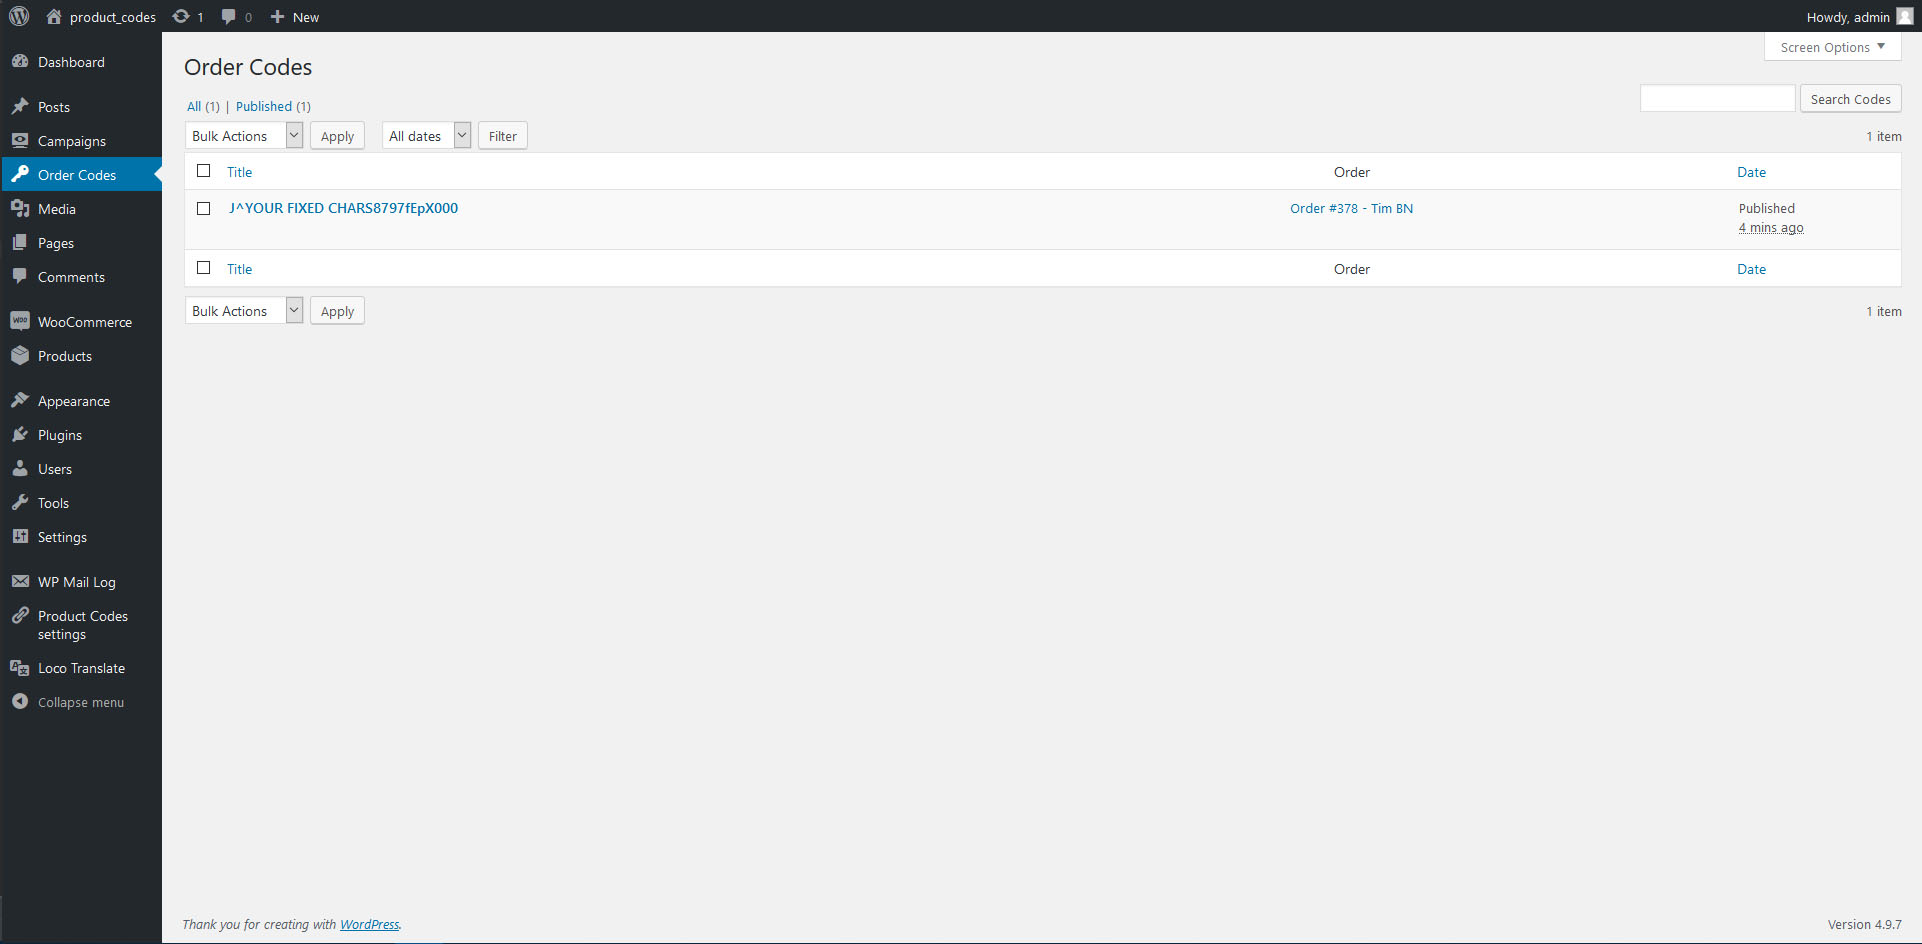 product_codes 1 0 New Howdy, admin
Screen Options
Dashboard
Posts
Campaigns
Order Codes
Media
Pages
Comments
WOO WooCommerce
Products
Appearance
Plugins
Users
Tools
Settings
WP Mail Log
Product Codes
settings
Loco Translate
Collapse menu
Order Codes
All (1) | Published (1)
Search Codes
Bulk Actions Apply All dates Filter 1 item
Title Order Date
J^YOUR FIXED CHARS8797fEpX000 Order #378 - Tim BN Published
4 mins ago
Title Order Date
Bulk Actions Apply 1 item
Thank you for creating with WordPress. Version 4.9.7